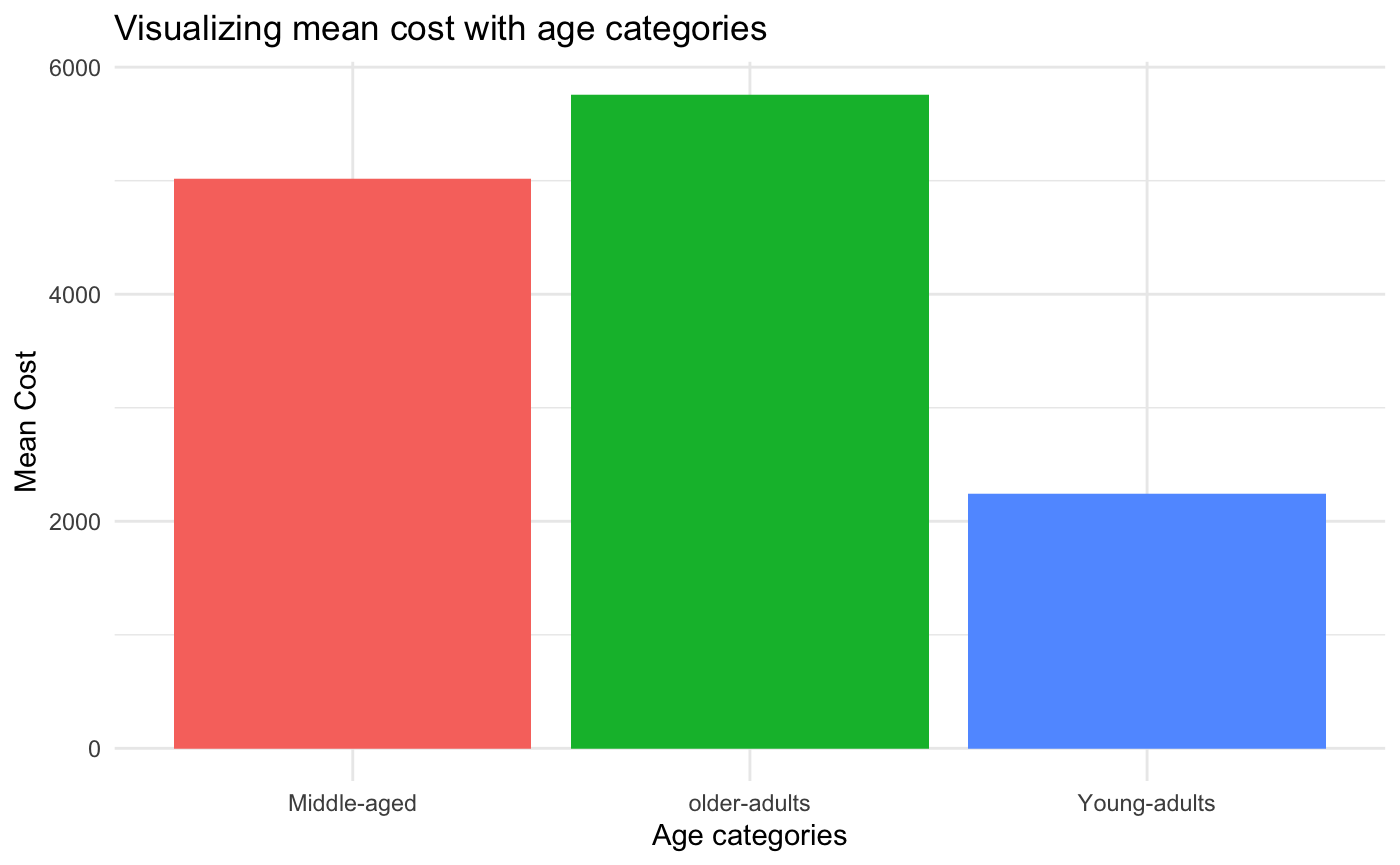 Visualizing mean cost with age categories
6000
4000
2000
0
Mean Cost
Middle-aged older-adults Young-adults
Age categories